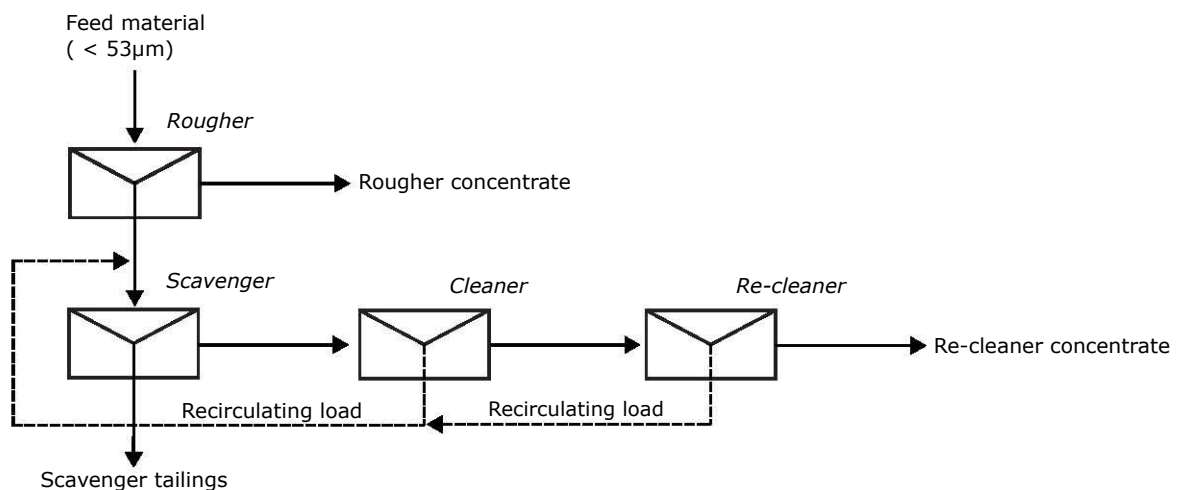 Feed material
( < 53µm)
Rougher
Rougher concentrate
Scavenger
Cleaner
Re-cleaner
Re-cleaner concentrate
Recirculating load
Recirculating load
Scavenger tailings